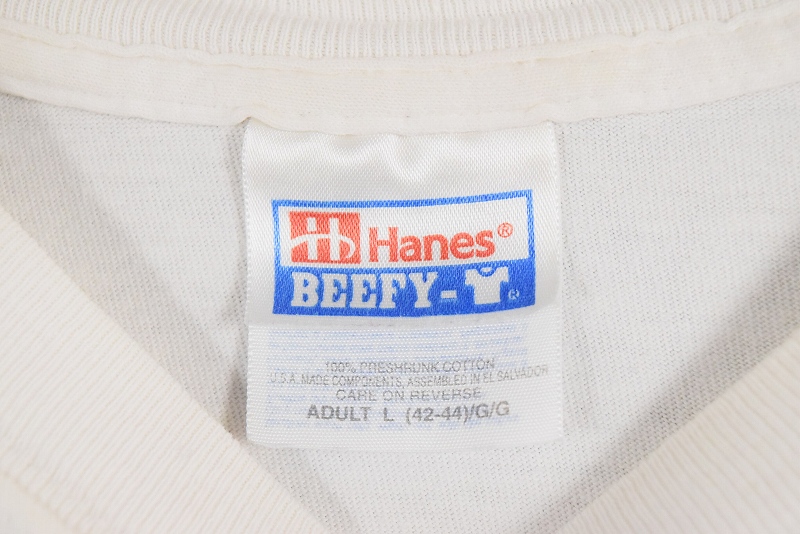 Hanes®
BEEFY-®
100% PRESHRUNK COTTON
U.S.A. MADE COMPONENTS, ASSEMBLED IN EL SALVADOR
CARE ON REVERSE
ADULT L (42-44)/G/G